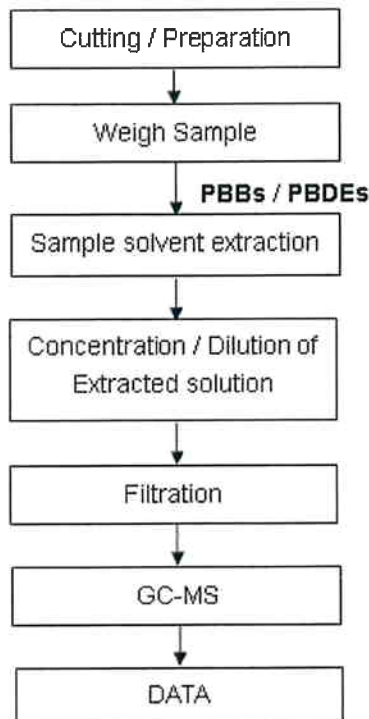 Cutting / Preparation
Weigh Sample
PBBs / PBDEs
Sample solvent extraction
Concentration / Dilution of
Extracted solution
Filtration
GC-MS
DATA